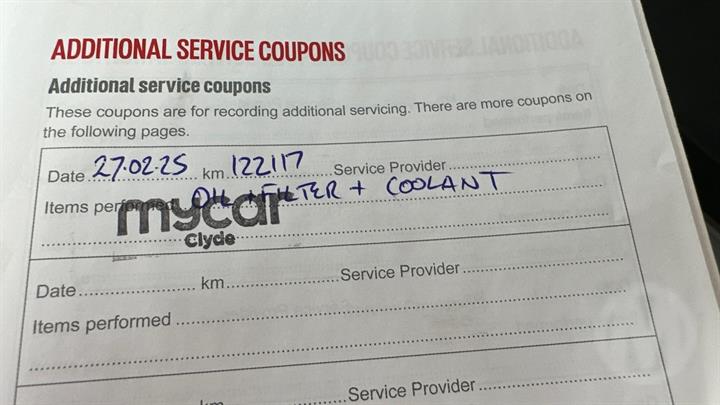 ADDITIONAL SERVICE COUPONS
Additional service coupons
These coupons are for recording additional servicing. There are more coupons on
the following pages.
Date 27.02.25 km 122117 Service Provider
Items performed OIL + FILTER + COOLANT
mycar
Clyde
Date km Service Provider
Items performed
km Service Provider